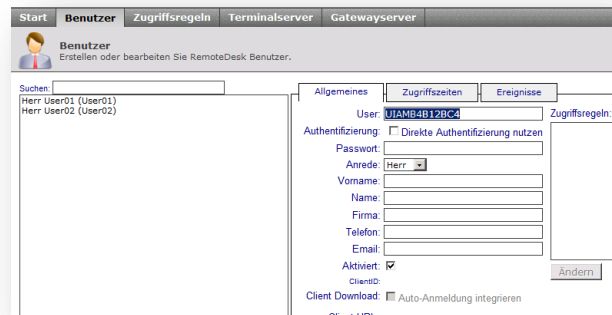 Start Benutzer Zugriffsregeln Terminalserver Gatewayserver
Benutzer
Erstellen oder bearbeiten Sie RemoteDesk Benutzer.
Suchen:
Herr User01 (User01)
Herr User02 (User02)
Allgemeines Zugriffszeiten Ereignisse
User: UIAMB4B12BC4 Zugriffsregeln:
Authentifizierung: Direkte Authentifizierung nutzen
Passwort:
Anrede: Herr
Vorname:
Name:
Firma:
Telefon:
Email:
Aktiviert:
Ändern
ClientID:
Client Download: Auto-Anmeldung integrieren